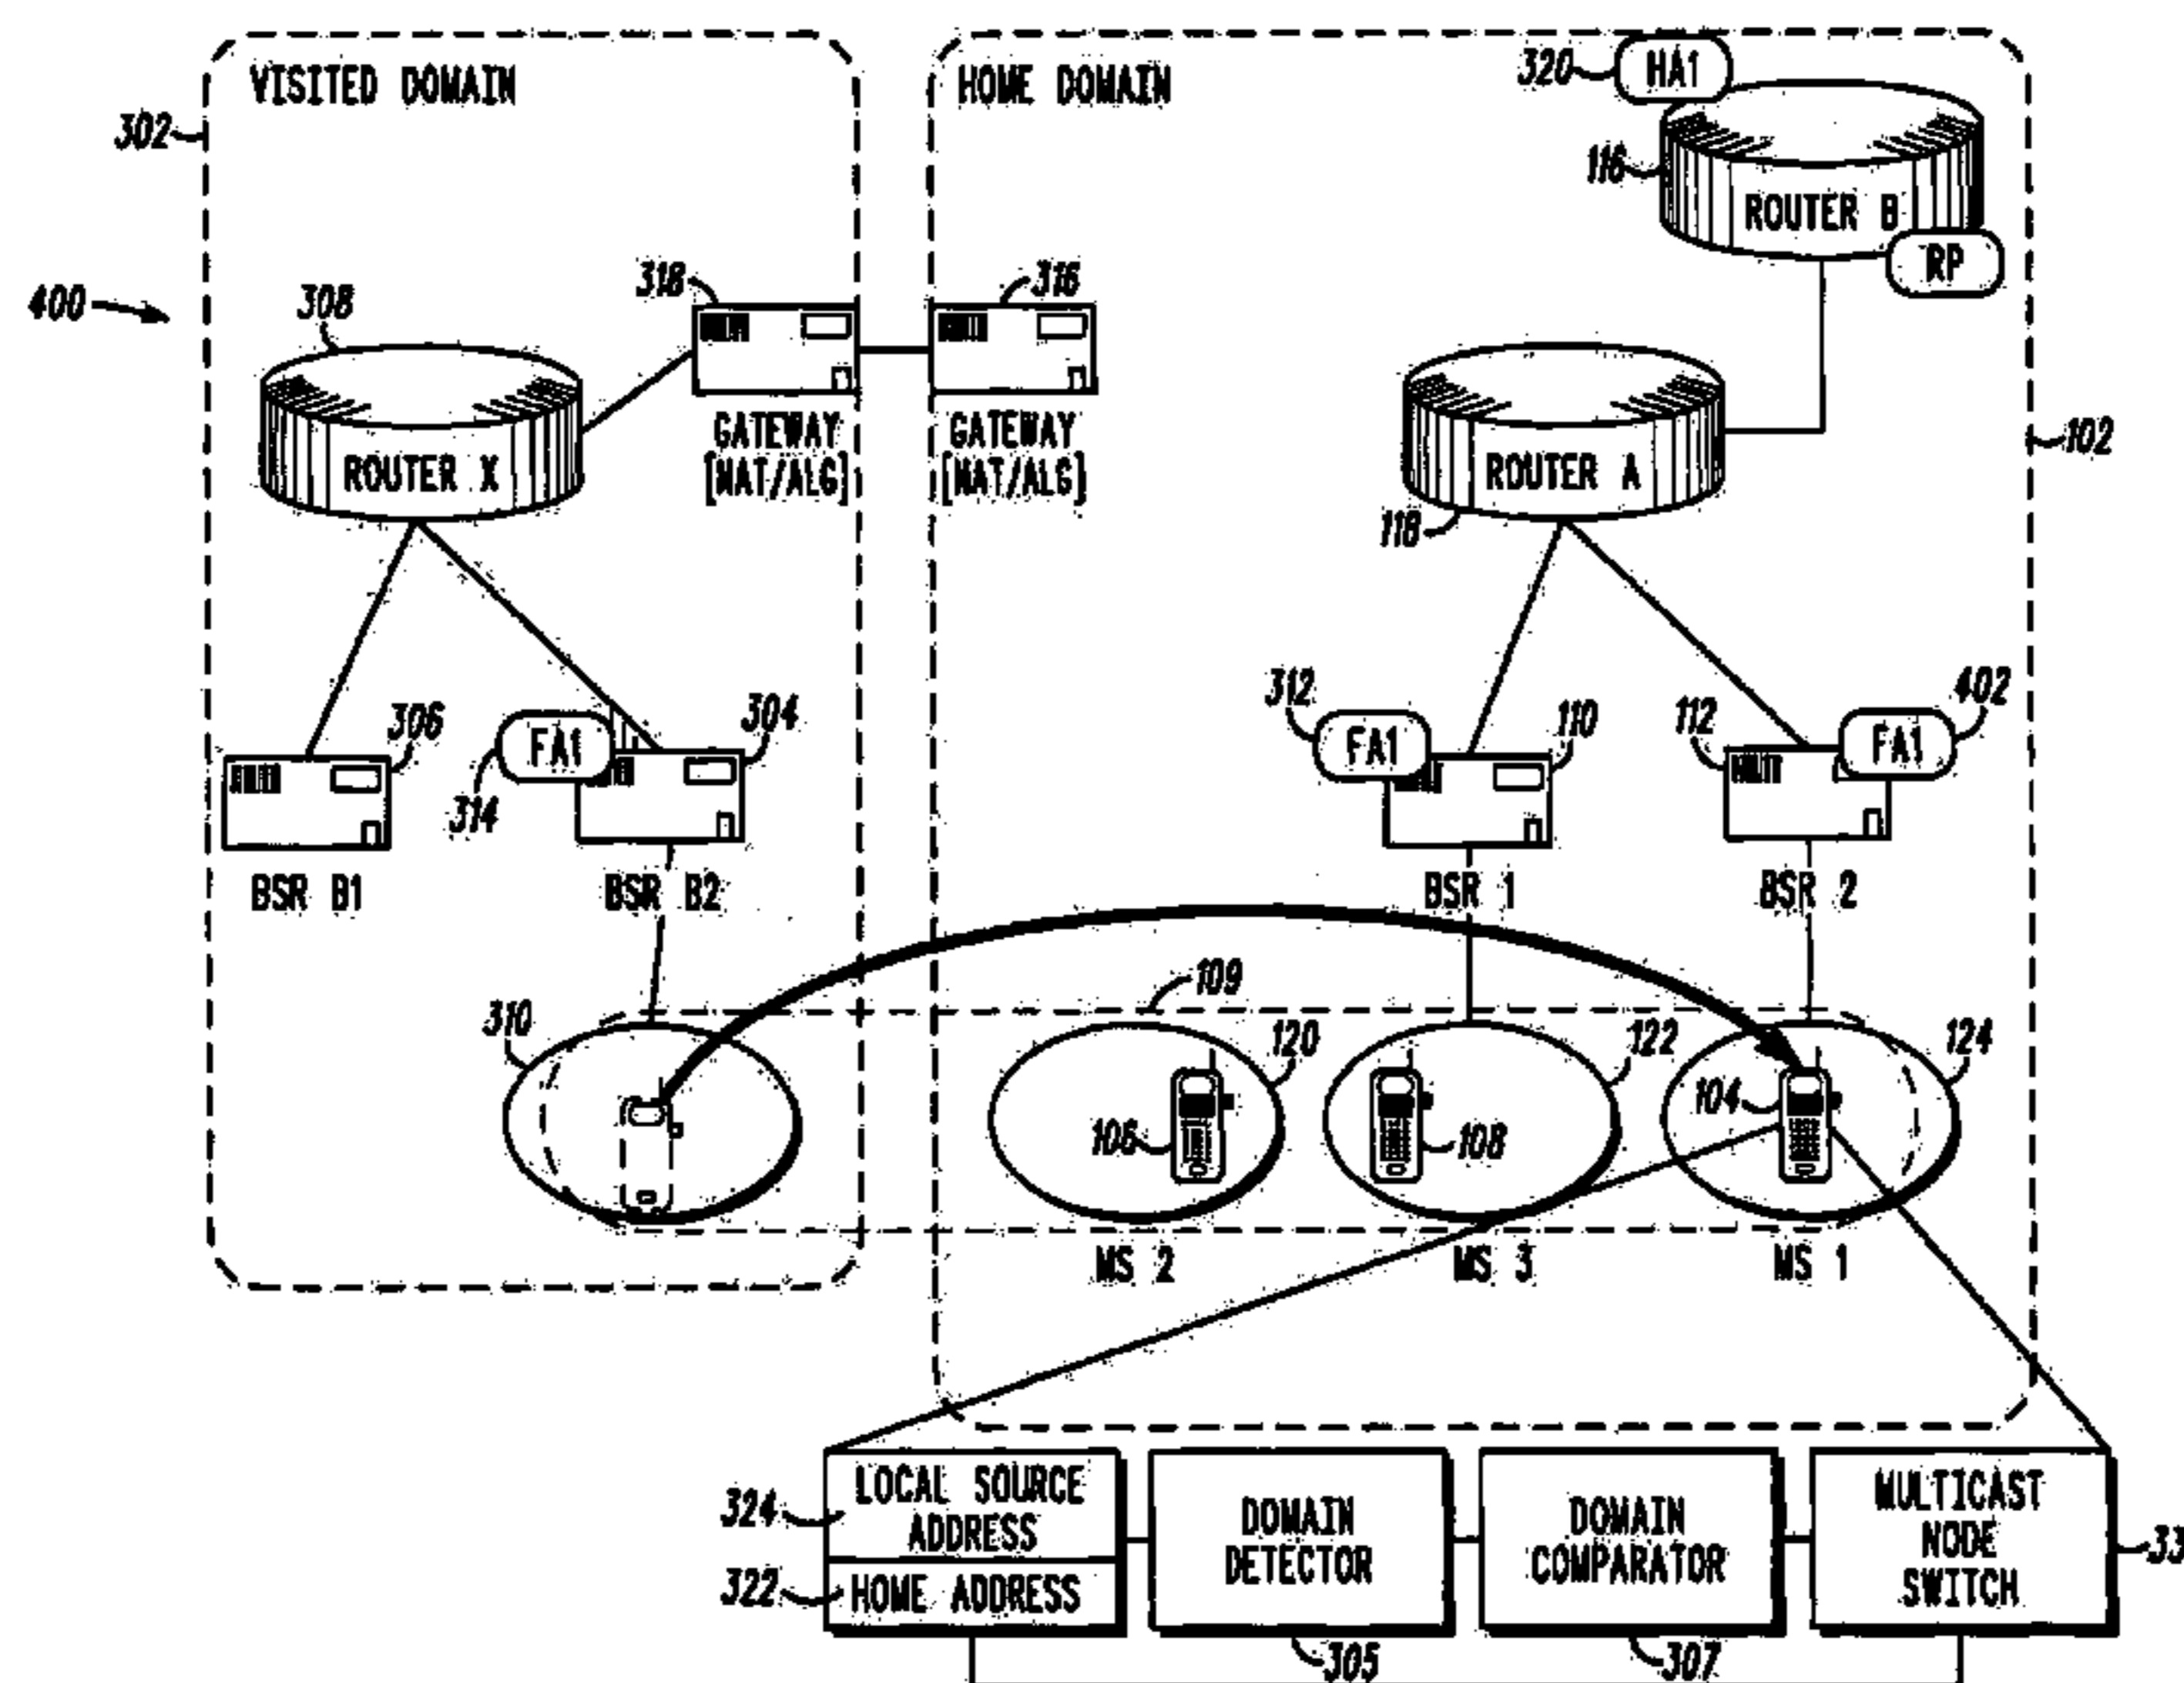 VISITED DOMAIN
HOME DOMAIN
320
HA1
302
116
ROUTER B
RP
400
308
318
316
102
ROUTER X
GATEWAY
[NAT/ALG]
GATEWAY
[NAT/ALG]
ROUTER A
118
306
FA1
304
314
312
FA1
110
112
FA1
402
BSR B1
BSR B2
BSR 1
BSR 2
109
310
120
122
124
106
108
104
MS 2
MS 3
MS 1
324
LOCAL SOURCE
ADDRESS
322
HOME ADDRESS
DOMAIN
DETECTOR
DOMAIN
COMPARATOR
MULTICAST
NODE
SWITCH
305
307